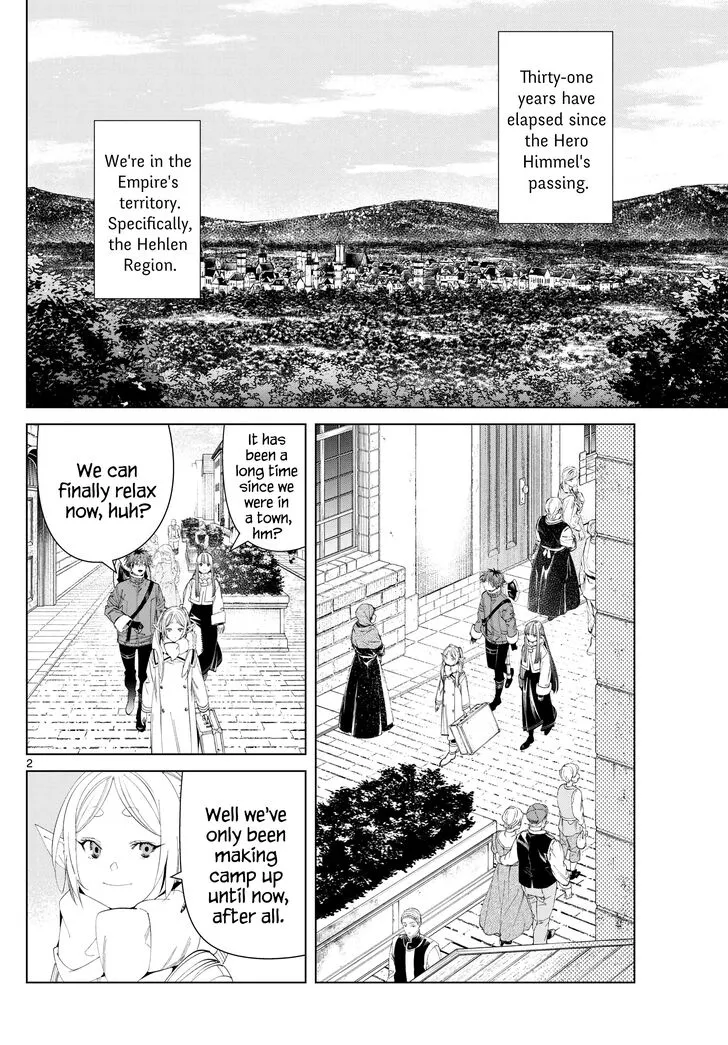 Thirty-one
years have
elapsed since
the Hero
Himmel's
passing.
We're in the
Empire's
territory.
Specifically,
the Hehlen
Region.
It has
been a
long time
since we
were in
a town,
hm?
We can
finally relax
now, huh?
Well we've
only been
making
camp up
until now,
after all.
2